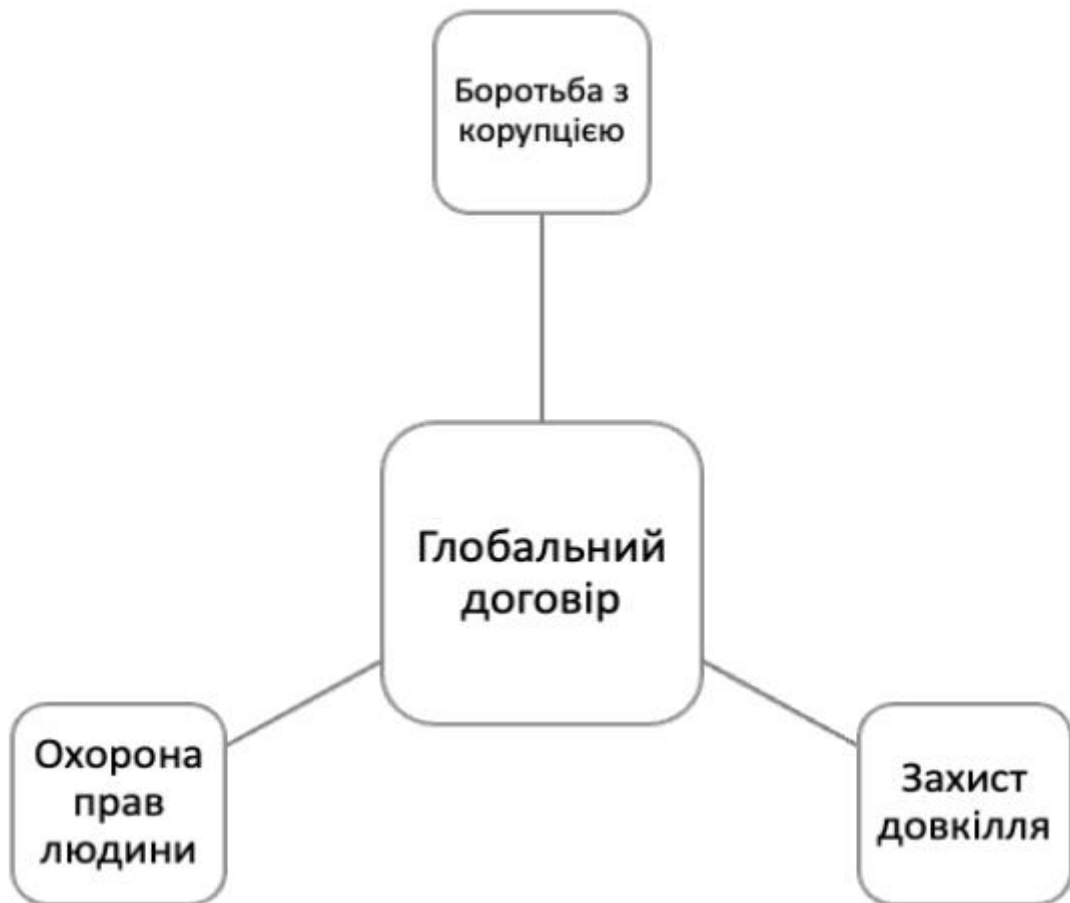 Боротьба з
корупцією
Глобальний
договір
Охорона
прав
людини
Захист
довкілля